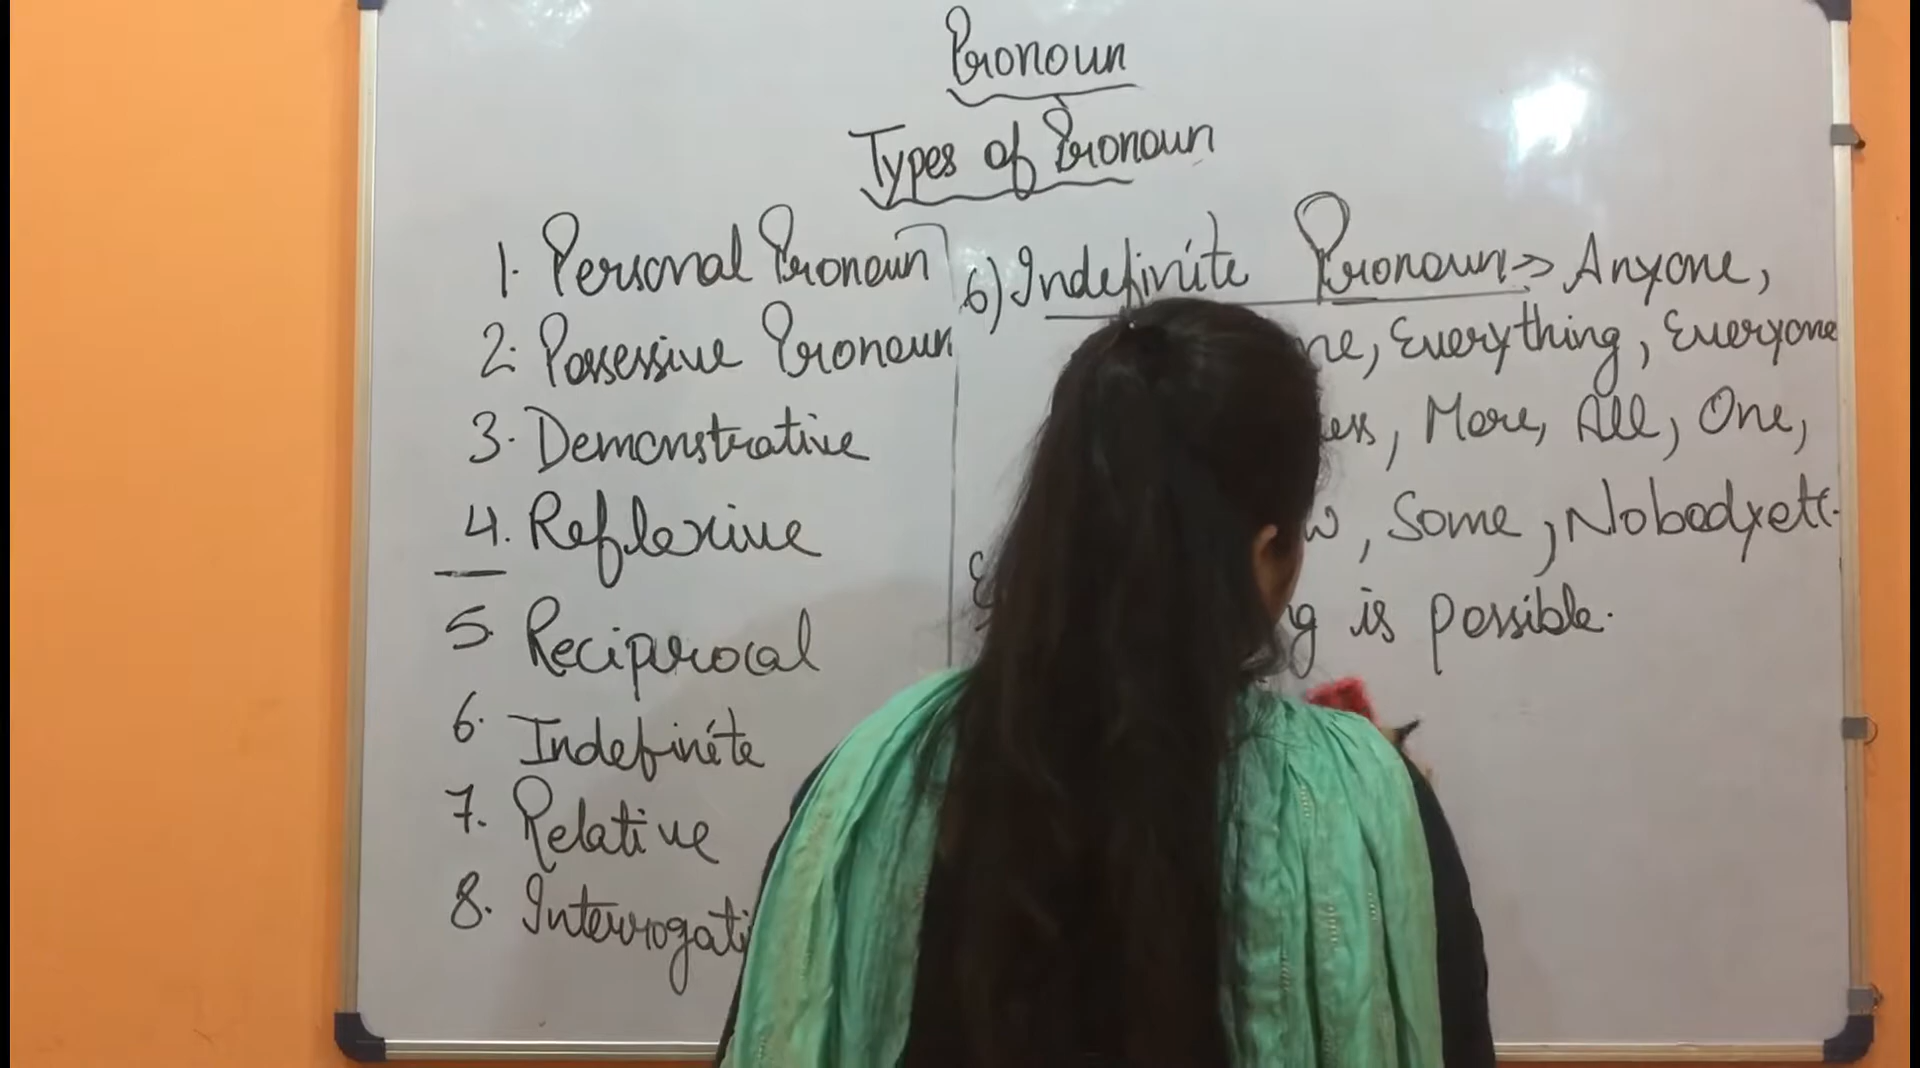 Pronoun
Types of Pronoun
1. Personal Pronoun
2. Possessive Pronoun
3. Demonstrative
4. Reflexive
5. Reciprocal
6. Indefinite
7. Relative
8. Interrogati
6) Indefinite Pronoun => Anyone,
ne, Everything, Everyone
ess, More, All, One,
w, Some, Nobody etc.
g is possible.